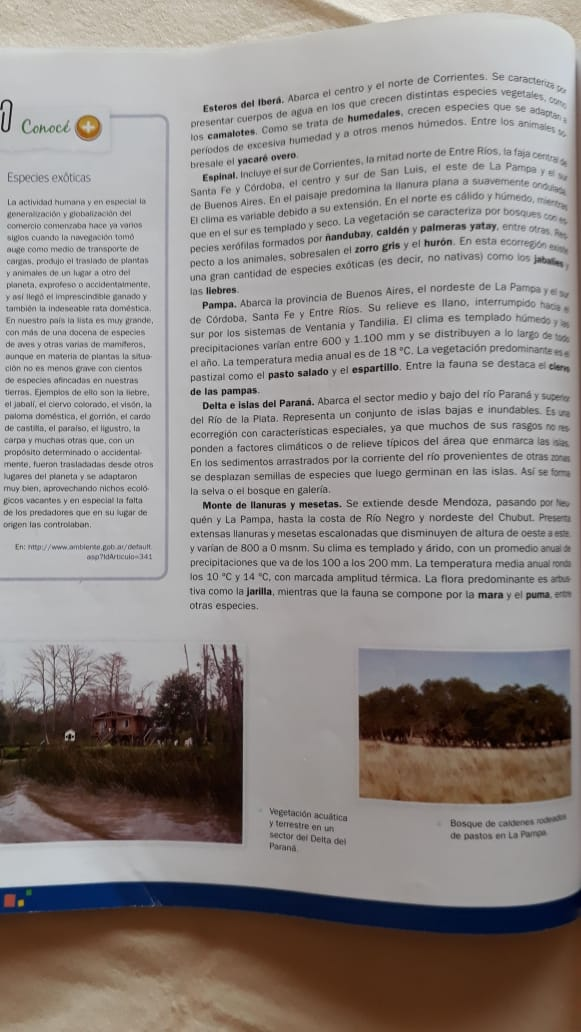 Conocé
Especies exóticas
La actividad humana y en especial la
generalización y globalización del
comercio comenzaba hace ya varios
siglos cuando la navegación tomó
auge como medio de transporte de
cargas, produjo el traslado de plantas
y animales de un lugar a otro del
planeta, exprofeso o accidentalmente,
y así llegó el imprescindible ganado y
también la indeseable rata doméstica.
En nuestro país la lista es muy grande,
con más de una docena de especies
de aves y otras varias de mamíferos,
aunque en materia de plantas la situa-
ción no es menos grave con cientos
de especies afincadas en nuestras
tierras. Ejemplos de ello son la liebre,
el jabalí, el ciervo colorado, el visón, la
paloma doméstica, el gorrión, el cardo
de castilla, el paraíso, el ligustro, la
carpa y muchas otras que, con un
propósito determinado o accidental-
mente, fueron trasladadas desde otros
lugares del planeta y se adaptaron
muy bien, aprovechando nichos ecoló-
gicos vacantes y en especial la falta
de los predadores que en su lugar de
origen las controlaban.
En: http://www.ambiente.gob.ar/default.
asp?IdArticulo=341
Esteros del Iberá. Abarca el centro y el norte de Corrientes. Se caracteriza por
presentar cuerpos de agua en los que crecen distintas especies vegetales, como
los camalotes. Como se trata de humedales, crecen especies que se adaptan a
períodos de excesiva humedad y a otros menos húmedos. Entre los animales so-
bresale el yacaré overo.
Espinal. Incluye el sur de Corrientes, la mitad norte de Entre Ríos, la faja central de
Santa Fe y Córdoba, el centro y sur de San Luis, el este de La Pampa y el sur
de Buenos Aires. En el paisaje predomina la llanura plana a suavemente ondulada.
El clima es variable debido a su extensión. En el norte es cálido y húmedo, mientras
que en el sur es templado y seco. La vegetación se caracteriza por bosques con es-
pecies xerófilas formados por ñandubay, caldén y palmeras yatay, entre otras. Res-
pecto a los animales, sobresalen el zorro gris y el hurón. En esta ecorregión existe
una gran cantidad de especies exóticas (es decir, no nativas) como los jabalíes y
las liebres.
Pampa. Abarca la provincia de Buenos Aires, el nordeste de La Pampa y el sur
de Córdoba, Santa Fe y Entre Ríos. Su relieve es llano, interrumpido hacia el
sur por los sistemas de Ventania y Tandilia. El clima es templado húmedo y las
precipitaciones varían entre 600 y 1.100 mm y se distribuyen a lo largo de todo
el año. La temperatura media anual es de 18 °C. La vegetación predominante es el
pastizal como el pasto salado y el espartillo. Entre la fauna se destaca el ciervo
de las pampas.
Delta e islas del Paraná. Abarca el sector medio y bajo del río Paraná y superior
del Río de la Plata. Representa un conjunto de islas bajas e inundables. Es una
ecorregión con características especiales, ya que muchos de sus rasgos no res-
ponden a factores climáticos o de relieve típicos del área que enmarca las islas.
En los sedimentos arrastrados por la corriente del río provenientes de otras zonas
se desplazan semillas de especies que luego germinan en las islas. Así se forma
la selva o el bosque en galería.
Monte de llanuras y mesetas. Se extiende desde Mendoza, pasando por Neu-
quén y La Pampa, hasta la costa de Río Negro y nordeste del Chubut. Presenta
extensas llanuras y mesetas escalonadas que disminuyen de altura de oeste a este,
y varían de 800 a 0 msnm. Su clima es templado y árido, con un promedio anual de
precipitaciones que va de los 100 a los 200 mm. La temperatura media anual ronda
los 10 °C y 14 °C, con marcada amplitud térmica. La flora predominante es arbus-
tiva como la jarilla, mientras que la fauna se compone por la mara y el puma, entre
otras especies.
Vegetación acuática
y terrestre en un
sector del Delta del
Paraná.
Bosque de caldenes rodeados
de pastos en La Pampa.